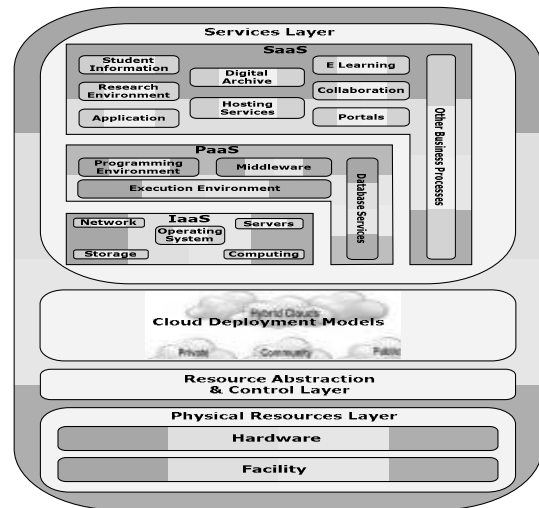 Services Layer
SaaS
Student
Information
Research
Environment
Application
Digital
Archive
Hosting
Services
E Learning
Collaboration
Portals
Other Business Processes
PaaS
Programming
Environment
Middleware
Execution Environment
Database Services
IaaS
Network
Servers
Operating
System
Storage
Computing
Hybrid Clouds
Cloud Deployment Models
Private
Community
Public
Resource Abstraction
& Control Layer
Physical Resources Layer
Hardware
Facility